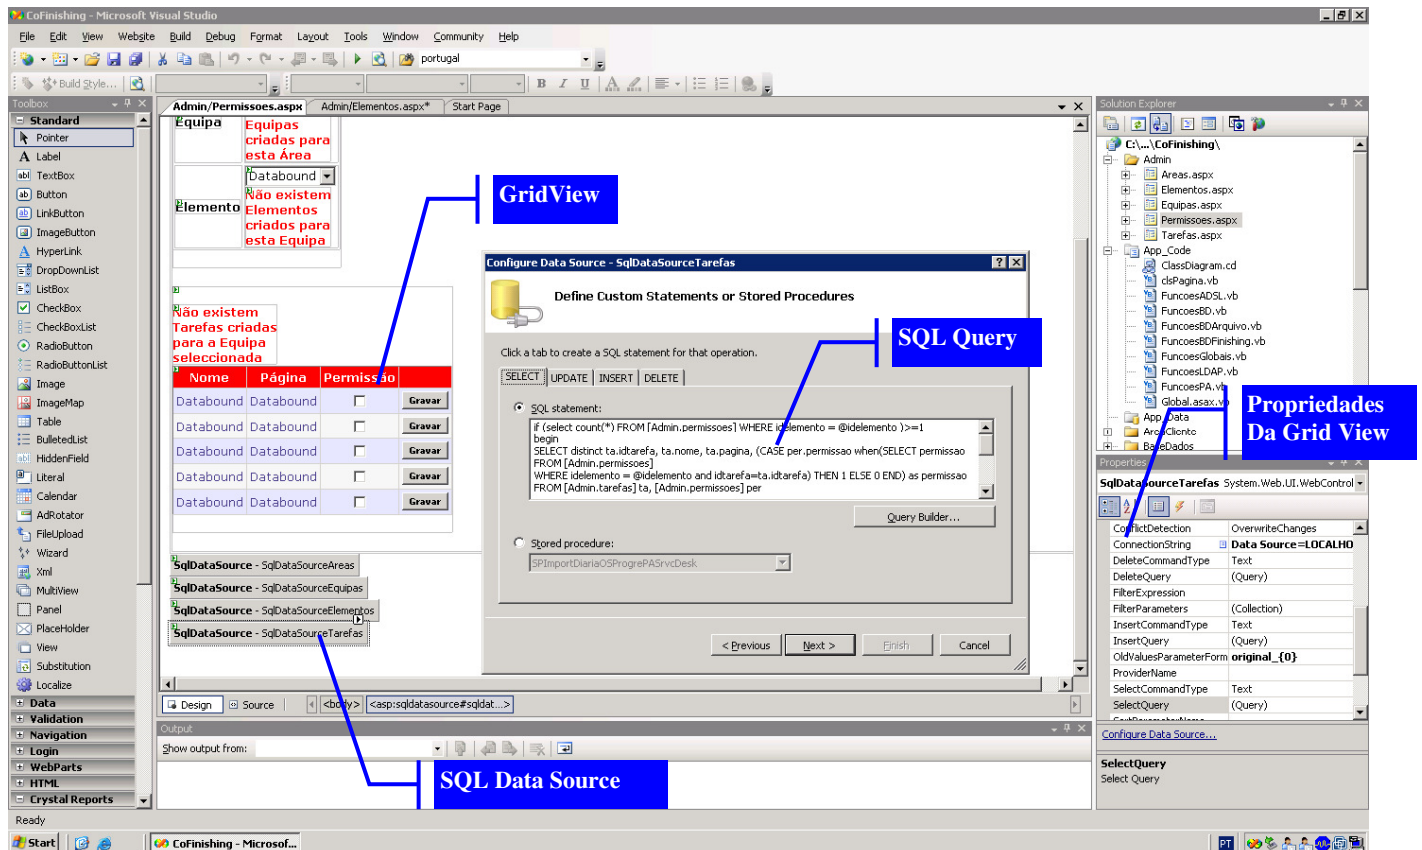 CoFinishing - Microsoft Visual Studio
File Edit View Website Build Debug Format Layout Tools Window Community Help
portugal
Build Style...
B I U A
Toolbox
Standard
Pointer
Label
TextBox
Button
LinkButton
ImageButton
HyperLink
DropDownList
ListBox
CheckBox
CheckBoxList
RadioButton
RadioButtonList
Image
ImageMap
Table
BulletedList
HiddenField
Literal
Calendar
AdRotator
FileUpload
Wizard
Xml
MultiView
Panel
PlaceHolder
View
Substitution
Localize
Data
Validation
Navigation
Login
WebParts
HTML
Crystal Reports
Admin/Permissoes.aspx Admin/Elementos.aspx* Start Page
Equipa
Equipas
criadas para
esta Área
Databound
Elemento
Não existem
Elementos
criados para
esta Equipa
Não existem
Tarefas criadas
para a Equipa
seleccionada
Nome Página Permissão
Databound Databound Gravar
Databound Databound Gravar
Databound Databound Gravar
Databound Databound Gravar
Databound Databound Gravar
SqlDataSource - SqlDataSourceAreas
SqlDataSource - SqlDataSourceEquipas
SqlDataSource - SqlDataSourceElementos
SqlDataSource - SqlDataSourceTarefas
GridView
Configure Data Source - SqlDataSourceTarefas
Define Custom Statements or Stored Procedures
SQL Query
Click a tab to create a SQL statement for that operation.
SELECT UPDATE INSERT DELETE
SQL statement:
if (select count(*) FROM [Admin.permissoes] WHERE idelemento = @idelemento )>=1
begin
SELECT distinct ta.idtarefa, ta.nome, ta.pagina, (CASE per.permissao when(SELECT permissao
FROM [Admin.permissoes]
WHERE idelemento = @idelemento and idtarefa=ta.idtarefa) THEN 1 ELSE 0 END) as permissao
FROM [Admin.tarefas] ta, [Admin.permissoes] per
Query Builder...
Stored procedure:
SPImportDiariaOSProgrePASrvcDesk
< Previous Next > Finish Cancel
Design Source <body> <asp:sqldatasource#sqldat...>
Output
Show output from:
SQL Data Source
Solution Explorer
C:\...\CoFinishing\
Admin
Areas.aspx
Elementos.aspx
Equipas.aspx
Permissoes.aspx
Tarefas.aspx
App_Code
ClassDiagram.cd
clsPagina.vb
FuncoesADSL.vb
FuncoesBD.vb
FuncoesBDArquivo.vb
FuncoesBDFinishing.vb
FuncoesGlobais.vb
FuncoesLDAP.vb
FuncoesPA.vb
Global.asax.vb
App_Data
AreaCliente
BaseDados
Propriedades
Da Grid View
Properties
SqlDataSourceTarefas System.Web.UI.WebControl
ConflictDetection OverwriteChanges
ConnectionString Data Source=LOCALHO
DeleteCommandType Text
DeleteQuery (Query)
FilterExpression
FilterParameters (Collection)
InsertCommandType Text
InsertQuery (Query)
OldValuesParameterForm original_{0}
ProviderName
SelectCommandType Text
SelectQuery (Query)
SortParameterName
Configure Data Source...
SelectQuery
Select Query
Ready
Start CoFinishing - Microsof... PT